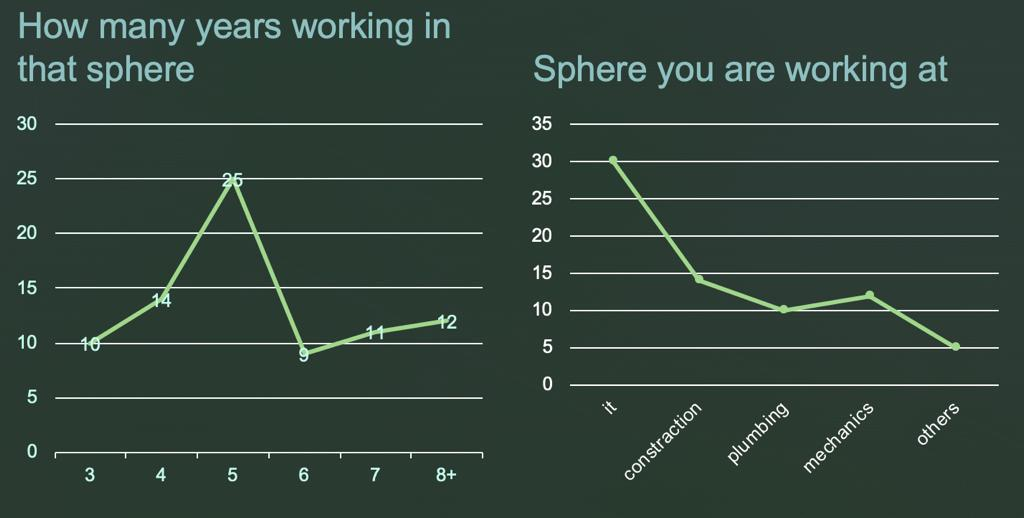 How many years working in
that sphere
30
25
20
15
10
5
0
10
14
25
9
11
12
3 4 5 6 7 8+
Sphere you are working at
35
30
25
20
15
10
5
0
it
constraction
plumbing
mechanics
others